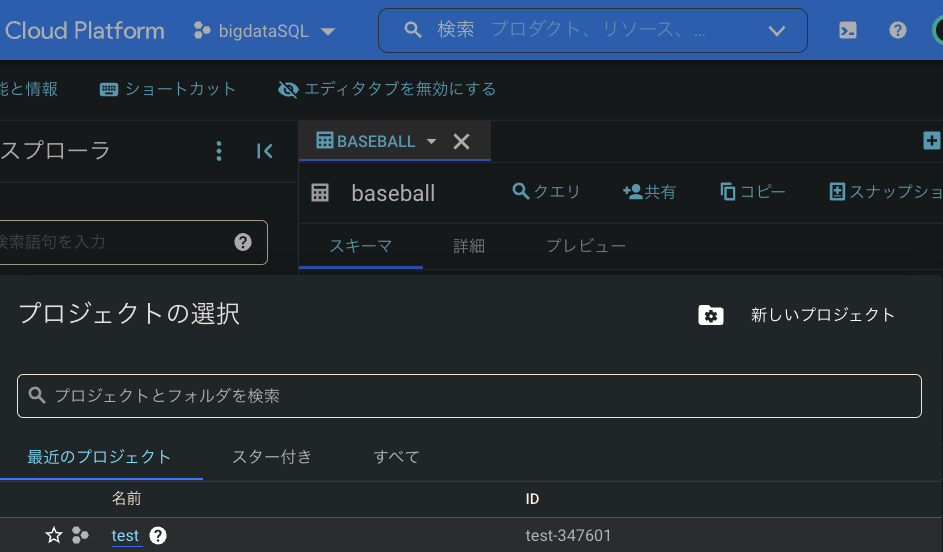 Cloud Platform bigdataSQL 検索 プロダクト、リソース、...
能と情報 ショートカット エディタタブを無効にする
スプローラ BASEBALL
baseball クエリ 共有 コピー スナップショ
検索語句を入力
スキーマ 詳細 プレビュー
プロジェクトの選択 新しいプロジェクト
プロジェクトとフォルダを検索
最近のプロジェクト スター付き すべて
名前 ID
test test-347601